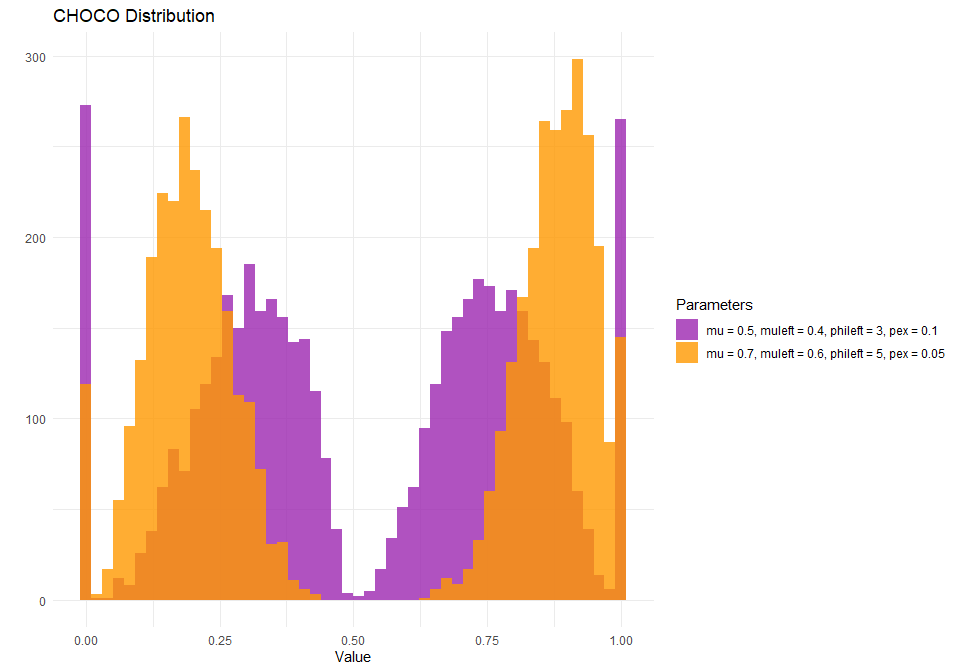 CHOCO Distribution
300
200
100
0
0.00 0.25 0.50 0.75 1.00
Value
Parameters
mu = 0.5, muleft = 0.4, phileft = 3, pex = 0.1
mu = 0.7, muleft = 0.6, phileft = 5, pex = 0.05